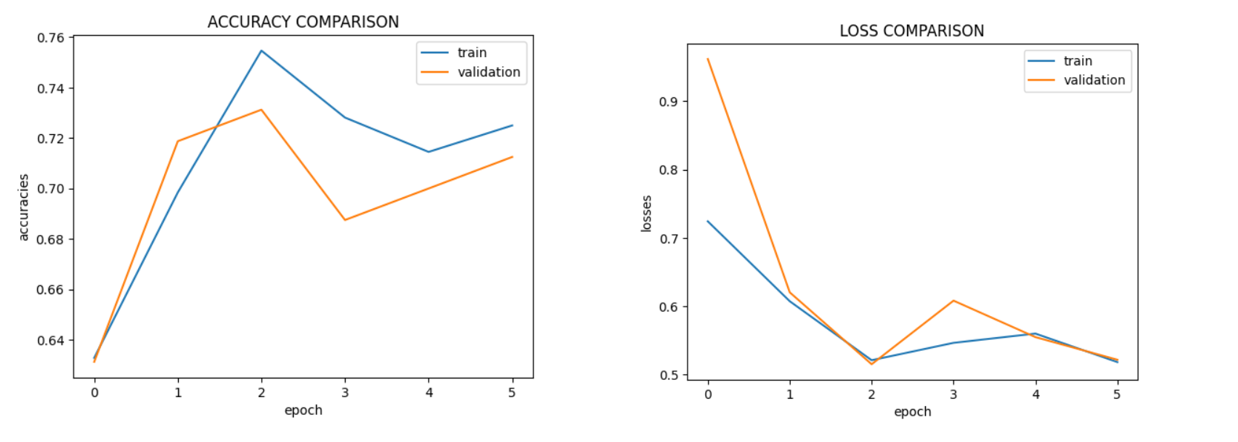 ACCURACY COMPARISON
0.76
0.74
0.72
0.70
0.68
0.66
0.64
accuracies
train
validation
0 1 2 3 4 5
epoch
LOSS COMPARISON
0.9
0.8
0.7
0.6
0.5
losses
train
validation
0 1 2 3 4 5
epoch